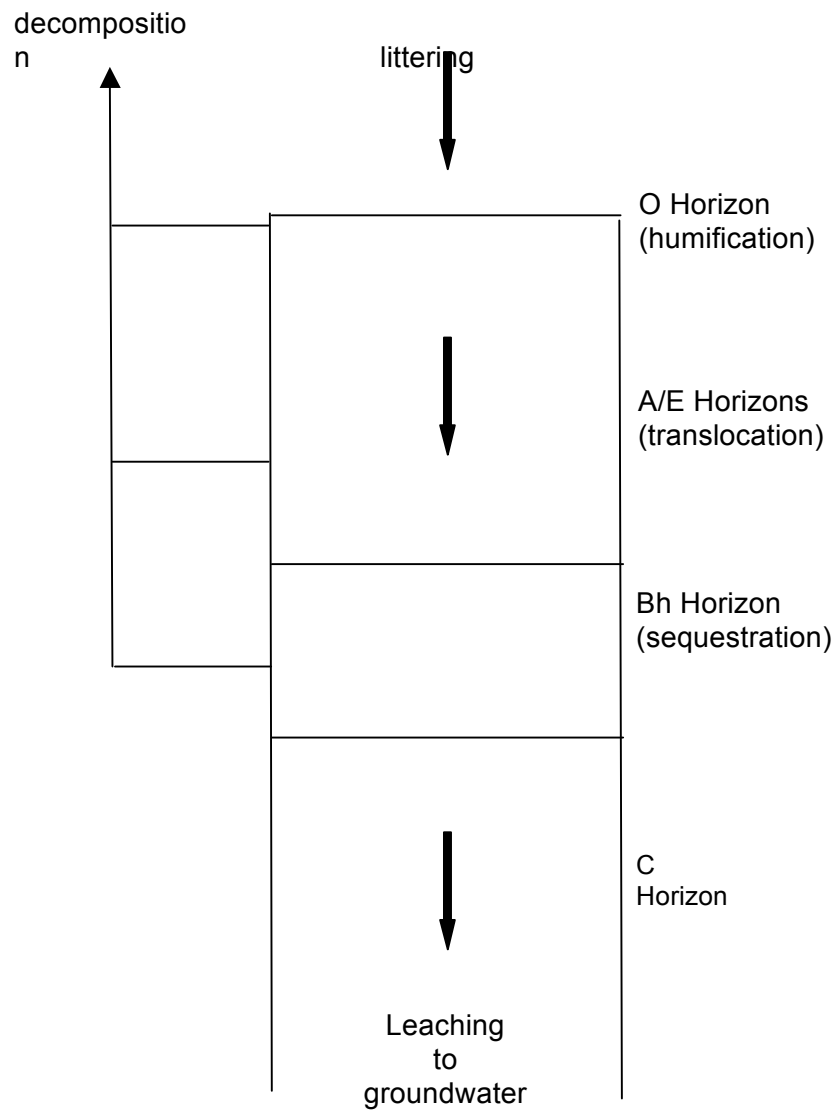 decompositio
n
littering
O Horizon
(humification)
A/E Horizons
(translocation)
Bh Horizon
(sequestration)
C
Horizon
Leaching
to
groundwater